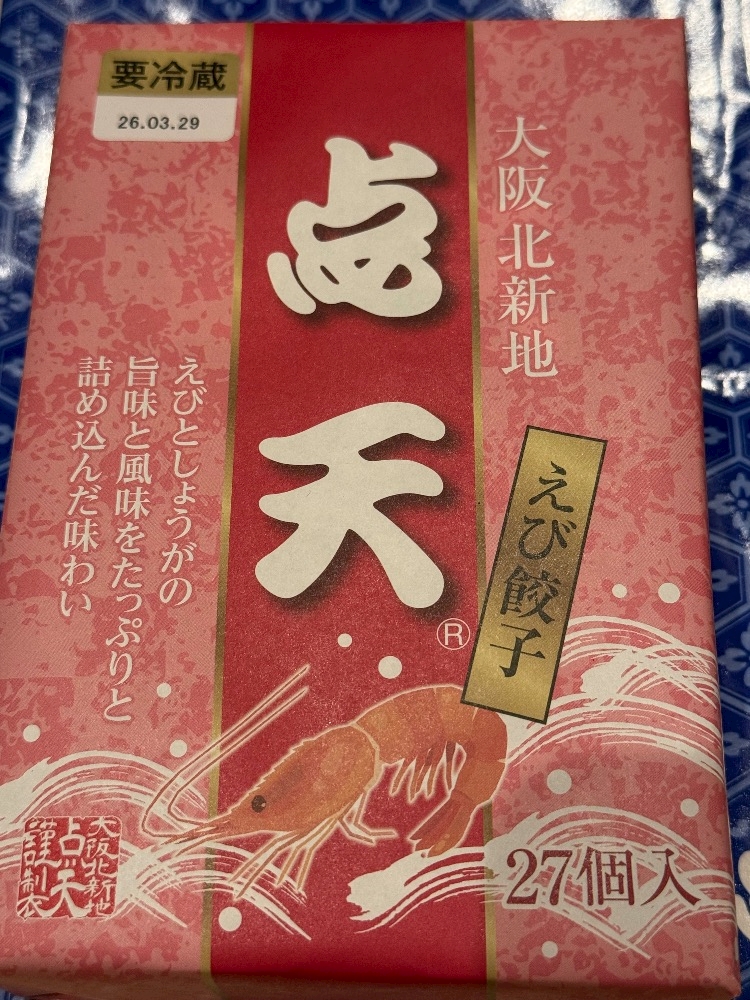 要冷蔵
26.03.29
大阪 北新地
点天
®
えび餃子
えびとしょうがの
旨味と風味をたっぷりと
詰め込んだ味わい
27個入
大阪北新地
点天
謹製